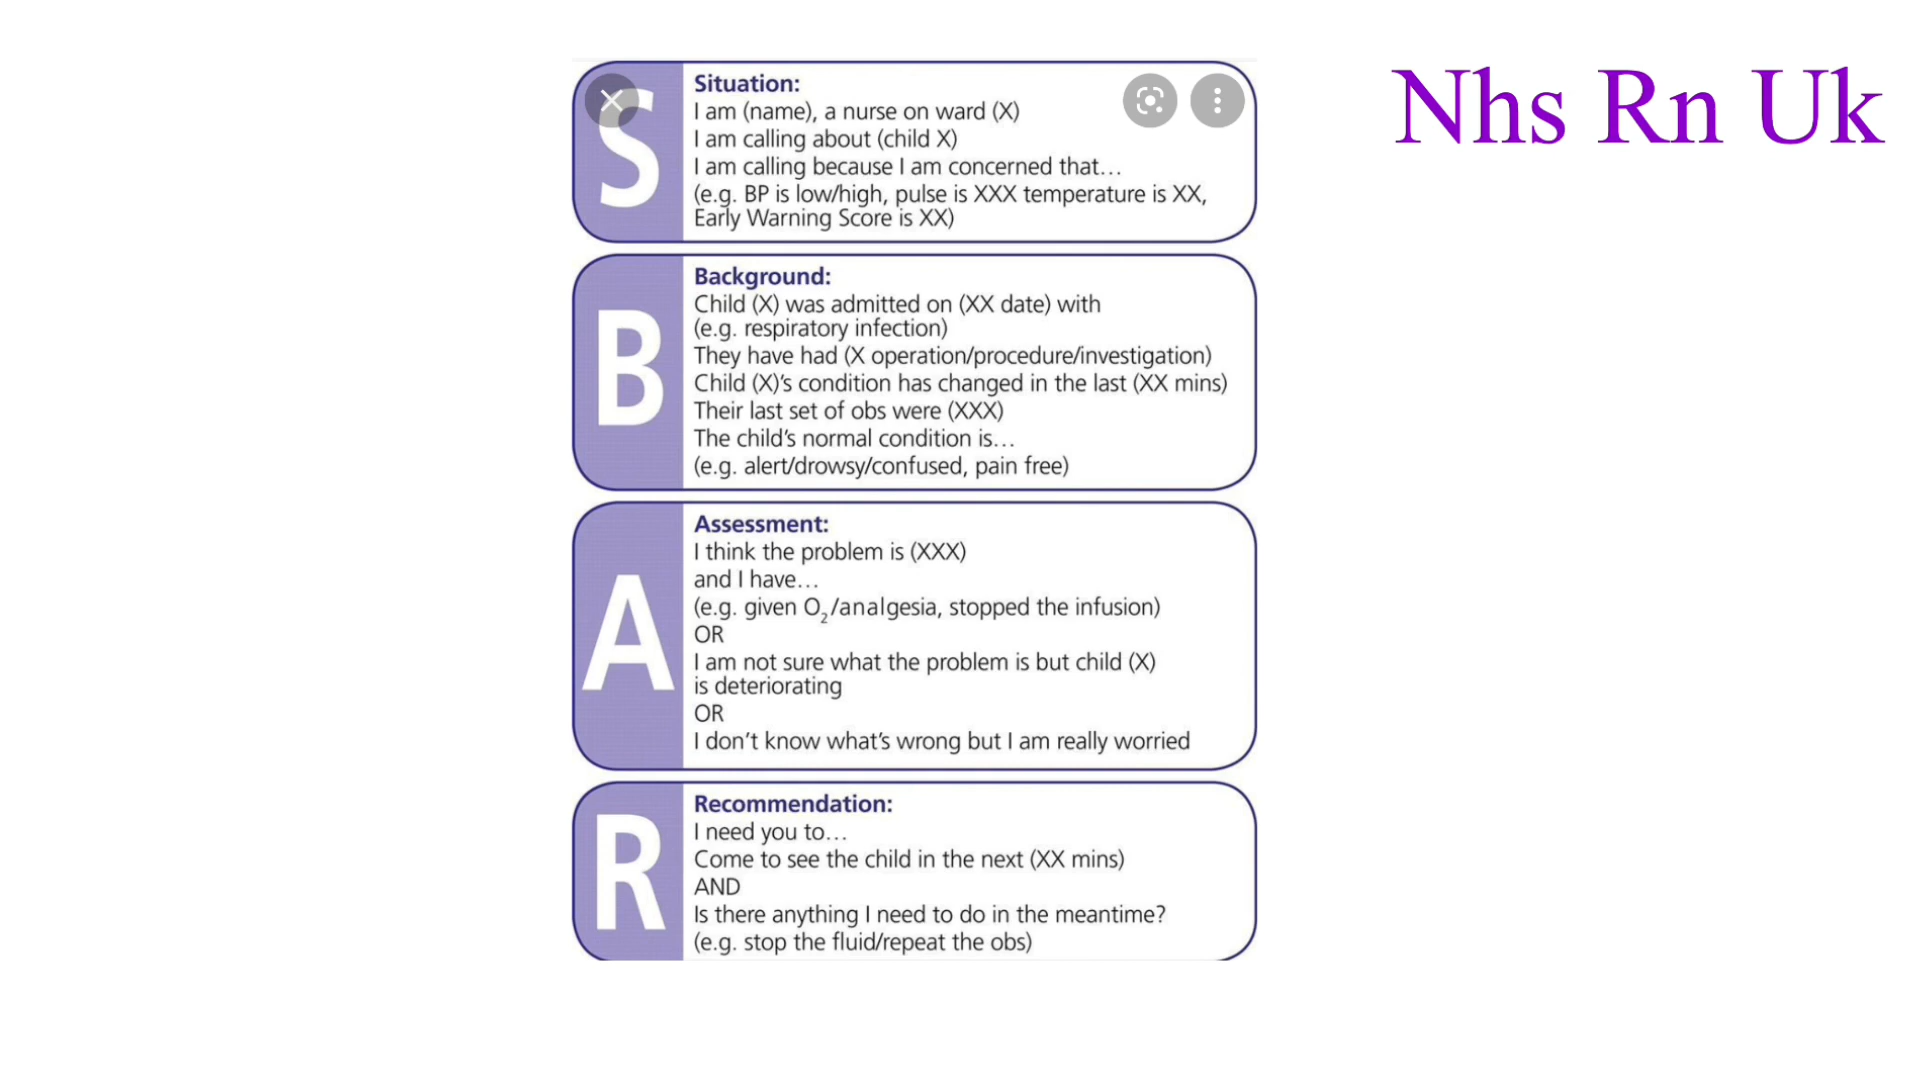 Nhs Rn Uk
S
Situation:
I am (name), a nurse on ward (X)
I am calling about (child X)
I am calling because I am concerned that…
(e.g. BP is low/high, pulse is XXX temperature is XX,
Early Warning Score is XX)
B
Background:
Child (X) was admitted on (XX date) with
(e.g. respiratory infection)
They have had (X operation/procedure/investigation)
Child (X)’s condition has changed in the last (XX mins)
Their last set of obs were (XXX)
The child’s normal condition is…
(e.g. alert/drowsy/confused, pain free)
A
Assessment:
I think the problem is (XXX)
and I have…
(e.g. given O₂/analgesia, stopped the infusion)
OR
I am not sure what the problem is but child (X)
is deteriorating
OR
I don’t know what’s wrong but I am really worried
R
Recommendation:
I need you to…
Come to see the child in the next (XX mins)
AND
Is there anything I need to do in the meantime?
(e.g. stop the fluid/repeat the obs)